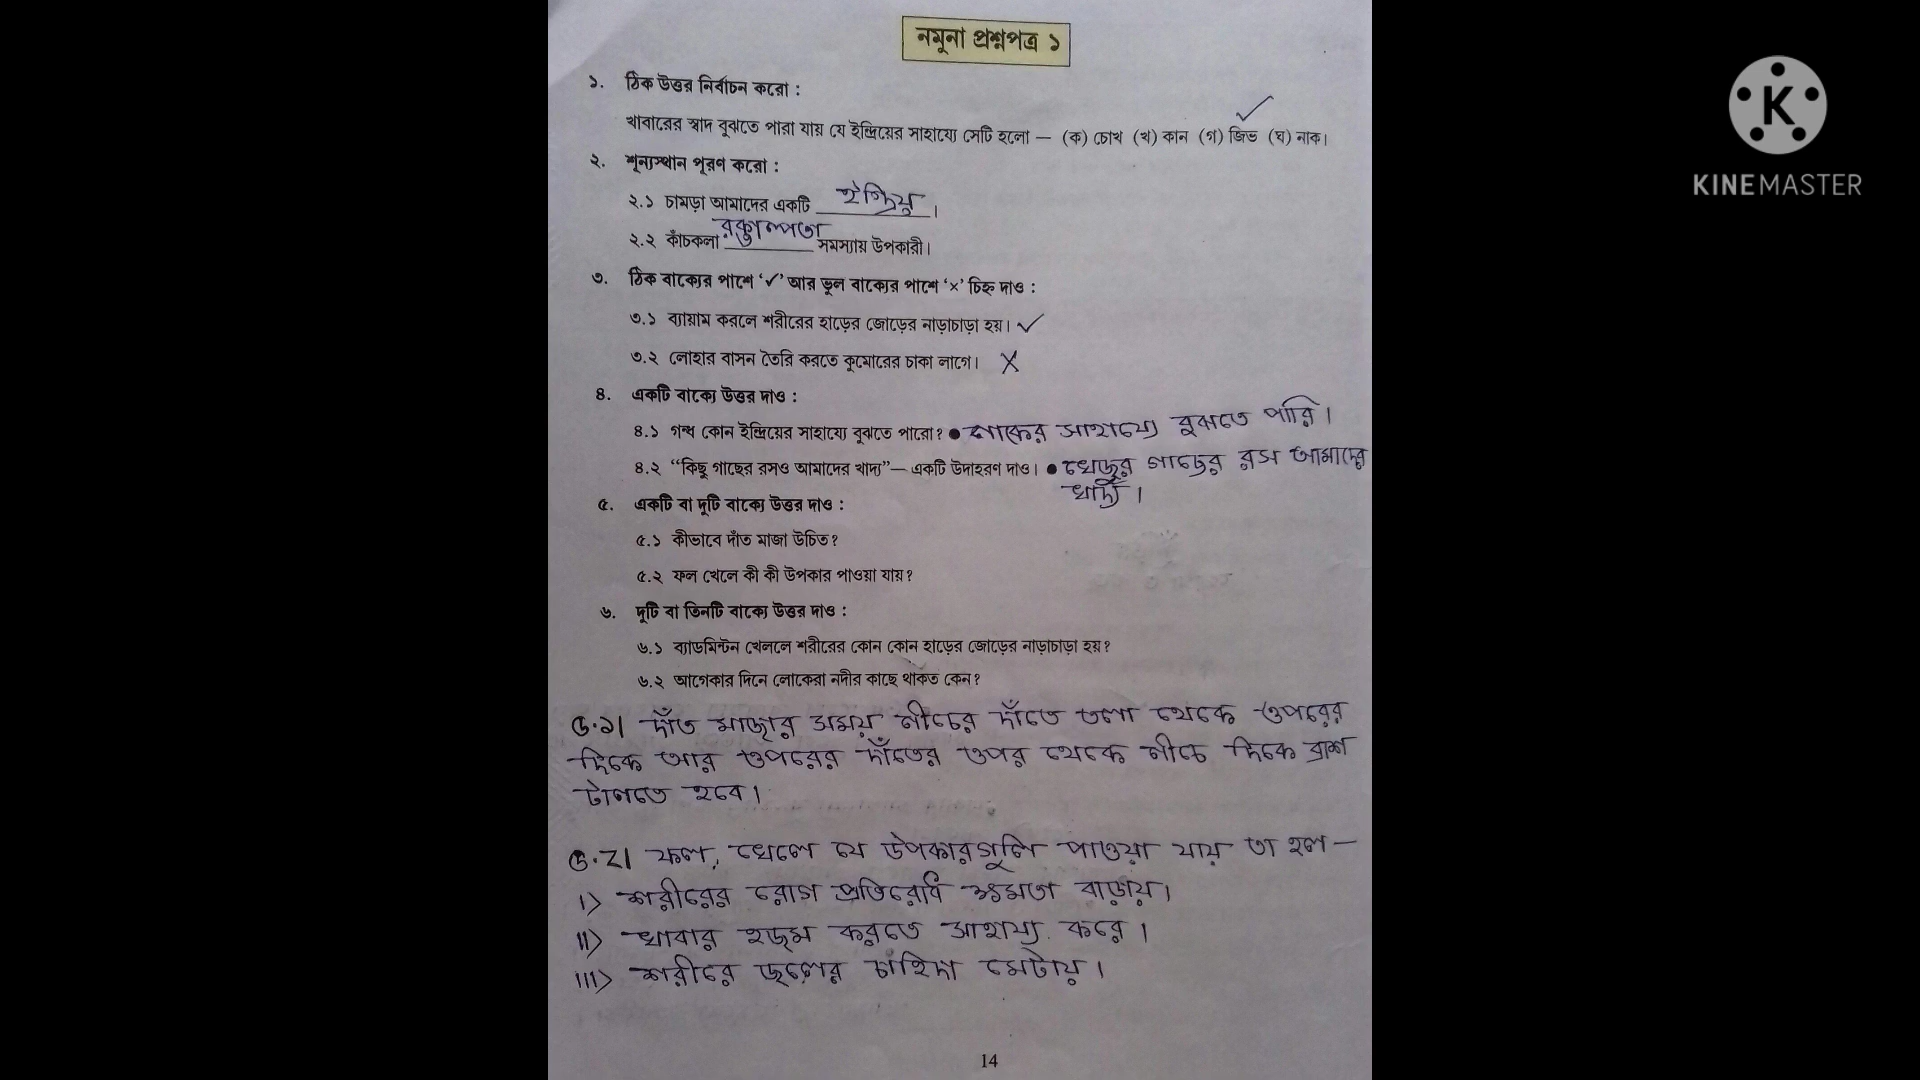 নমুনা প্রশ্নপত্র ১
১. ঠিক উত্তর নির্বাচন করো :
খাবারের স্বাদ বুঝতে পারা যায় যে ইন্দ্রিয়ের সাহায্যে সেটি হলো — (ক) চোখ (খ) কান (গ) জিভ (ঘ) নাক।
২. শূন্যস্থান পূরণ করো :
২.১ চামড়া আমাদের একটি ইন্দ্রিয় ।
২.২ কাঁচকলা রক্তাল্পতা সমস্যায় উপকারী।
৩. ঠিক বাক্যের পাশে ‘✓’ আর ভুল বাক্যের পাশে ‘×’ চিহ্ন দাও :
৩.১ ব্যায়াম করলে শরীরের হাড়ের জোড়ের নাড়াচাড়া হয়। ✓
৩.২ লোহার বাসন তৈরি করতে কুমোরের চাকা লাগে। X
৪. একটি বাক্যে উত্তর দাও :
৪.১ গন্ধ কোন ইন্দ্রিয়ের সাহায্যে বুঝতে পারো? • নাকের সাহায্যে বুঝতে পারি।
৪.২ “কিছু গাছের রসও আমাদের খাদ্য”— একটি উদাহরণ দাও। • খেজুর গাছের রস আমাদের
খাদ্য।
৫. একটি বা দুটি বাক্যে উত্তর দাও :
৫.১ কীভাবে দাঁত মাজা উচিত?
৫.২ ফল খেলে কী কী উপকার পাওয়া যায়?
৬. দুটি বা তিনটি বাক্যে উত্তর দাও :
৬.১ ব্যাডমিন্টন খেললে শরীরের কোন কোন হাড়ের জোড়ের নাড়াচাড়া হয়?
৬.২ আগেকার দিনে লোকেরা নদীর কাছে থাকত কেন?
৫.১। দাঁত মাজার সময় নীচের দাঁতে তলা থেকে ওপরের
দিকে আর ওপরের দাঁতের ওপর থেকে নীচে দিকে ব্রাশ
টানতে হবে।
৫.২। ফল, খেলে যে উপকারগুলি পাওয়া যায় তা হল—
i) শরীরের রোগ প্রতিরোধ ক্ষমতা বাড়ায়।
ii) খাবার হজম করতে সাহায্য করে।
iii) শরীরে জলের চাহিদা মেটায়।
14
K
KINEMASTER